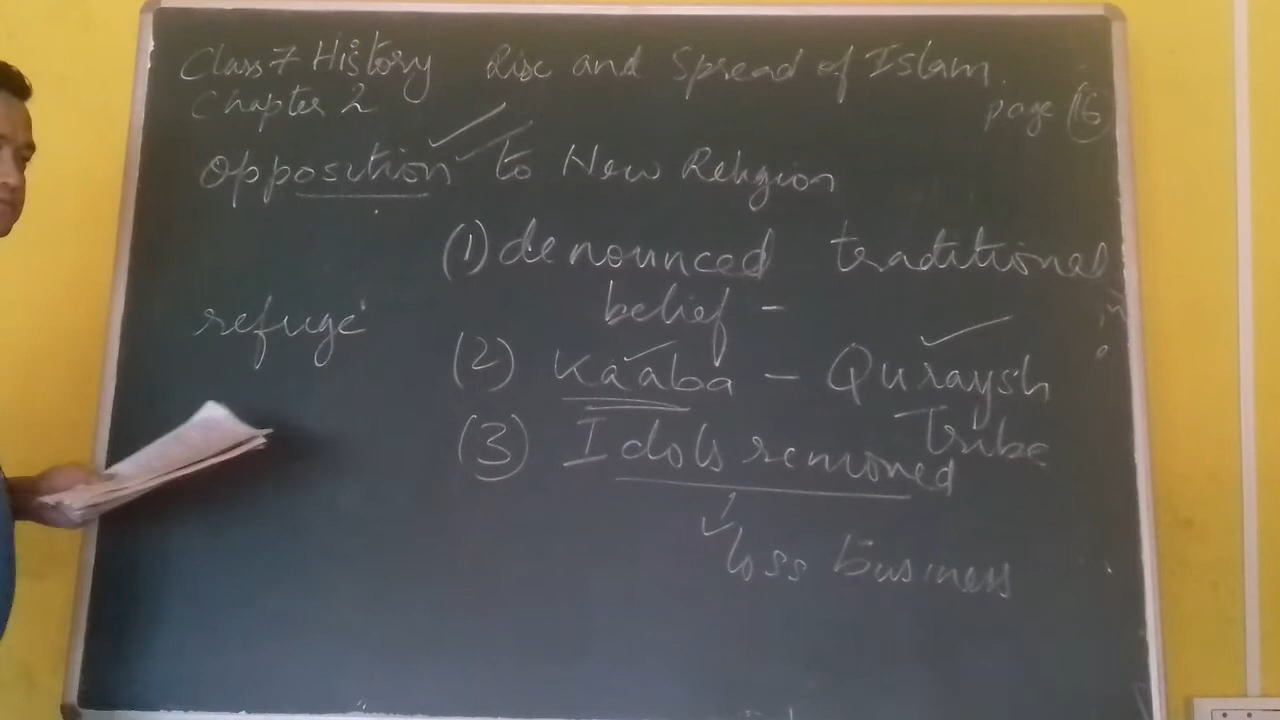 Class 7 History Rise and Spread of Islam.
Chapter 2 page 16
Opposition to New Religion
(1) denounced traditional
belief -
refuge
(2) Kaaba - Quraysh
Tribe
(3) Idols removed
loss business